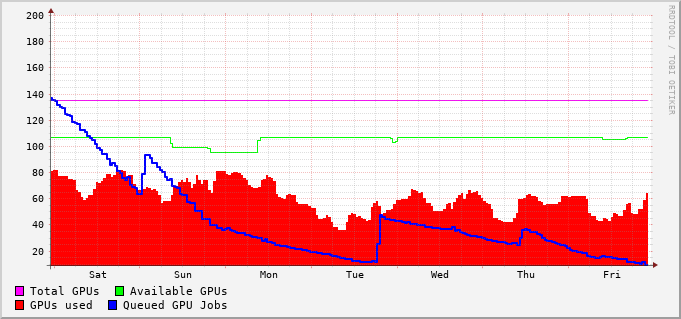 200
180
160
140
120
100
80
60
40
20
Sat Sun Mon Tue Wed Thu Fri
Total GPUs Available GPUs
GPUs used Queued GPU Jobs
RRDTOOL / TOBI OETIKER